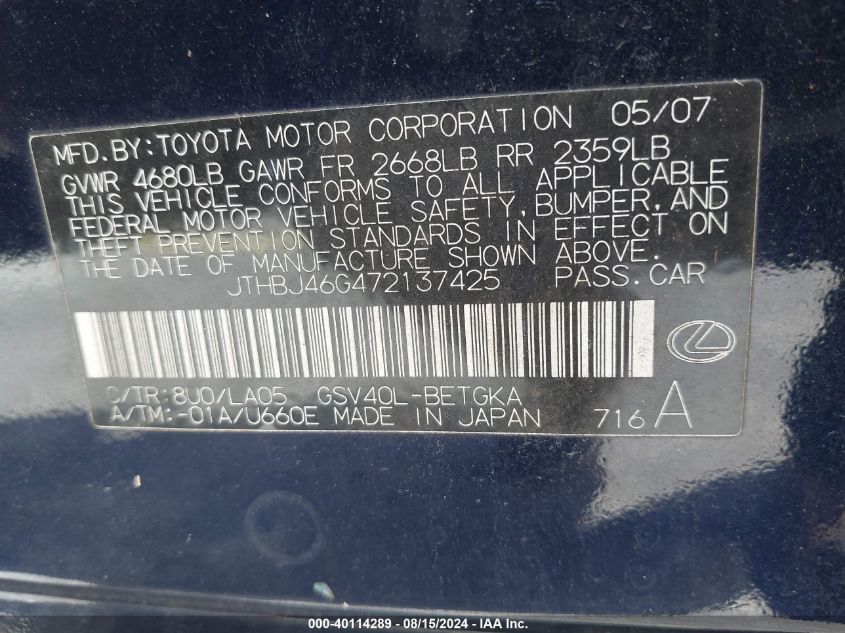 MFD. BY: TOYOTA MOTOR CORPORATION 05/07
GVWR 4680LB GAWR FR 2668LB RR 2359LB
THIS VEHICLE CONFORMS TO ALL APPLICABLE
FEDERAL MOTOR VEHICLE SAFETY, BUMPER, AND
THEFT PREVENTION STANDARDS IN EFFECT ON
THE DATE OF MANUFACTURE SHOWN ABOVE.
JTHBJ46G472137425 PASS. CAR
C/TR: 8U0/LA05 GSV40L-BETGKA
A/TM: -01A/U660E MADE IN JAPAN 716 A
000-40114289 - 08/15/2024 - IAA Inc.